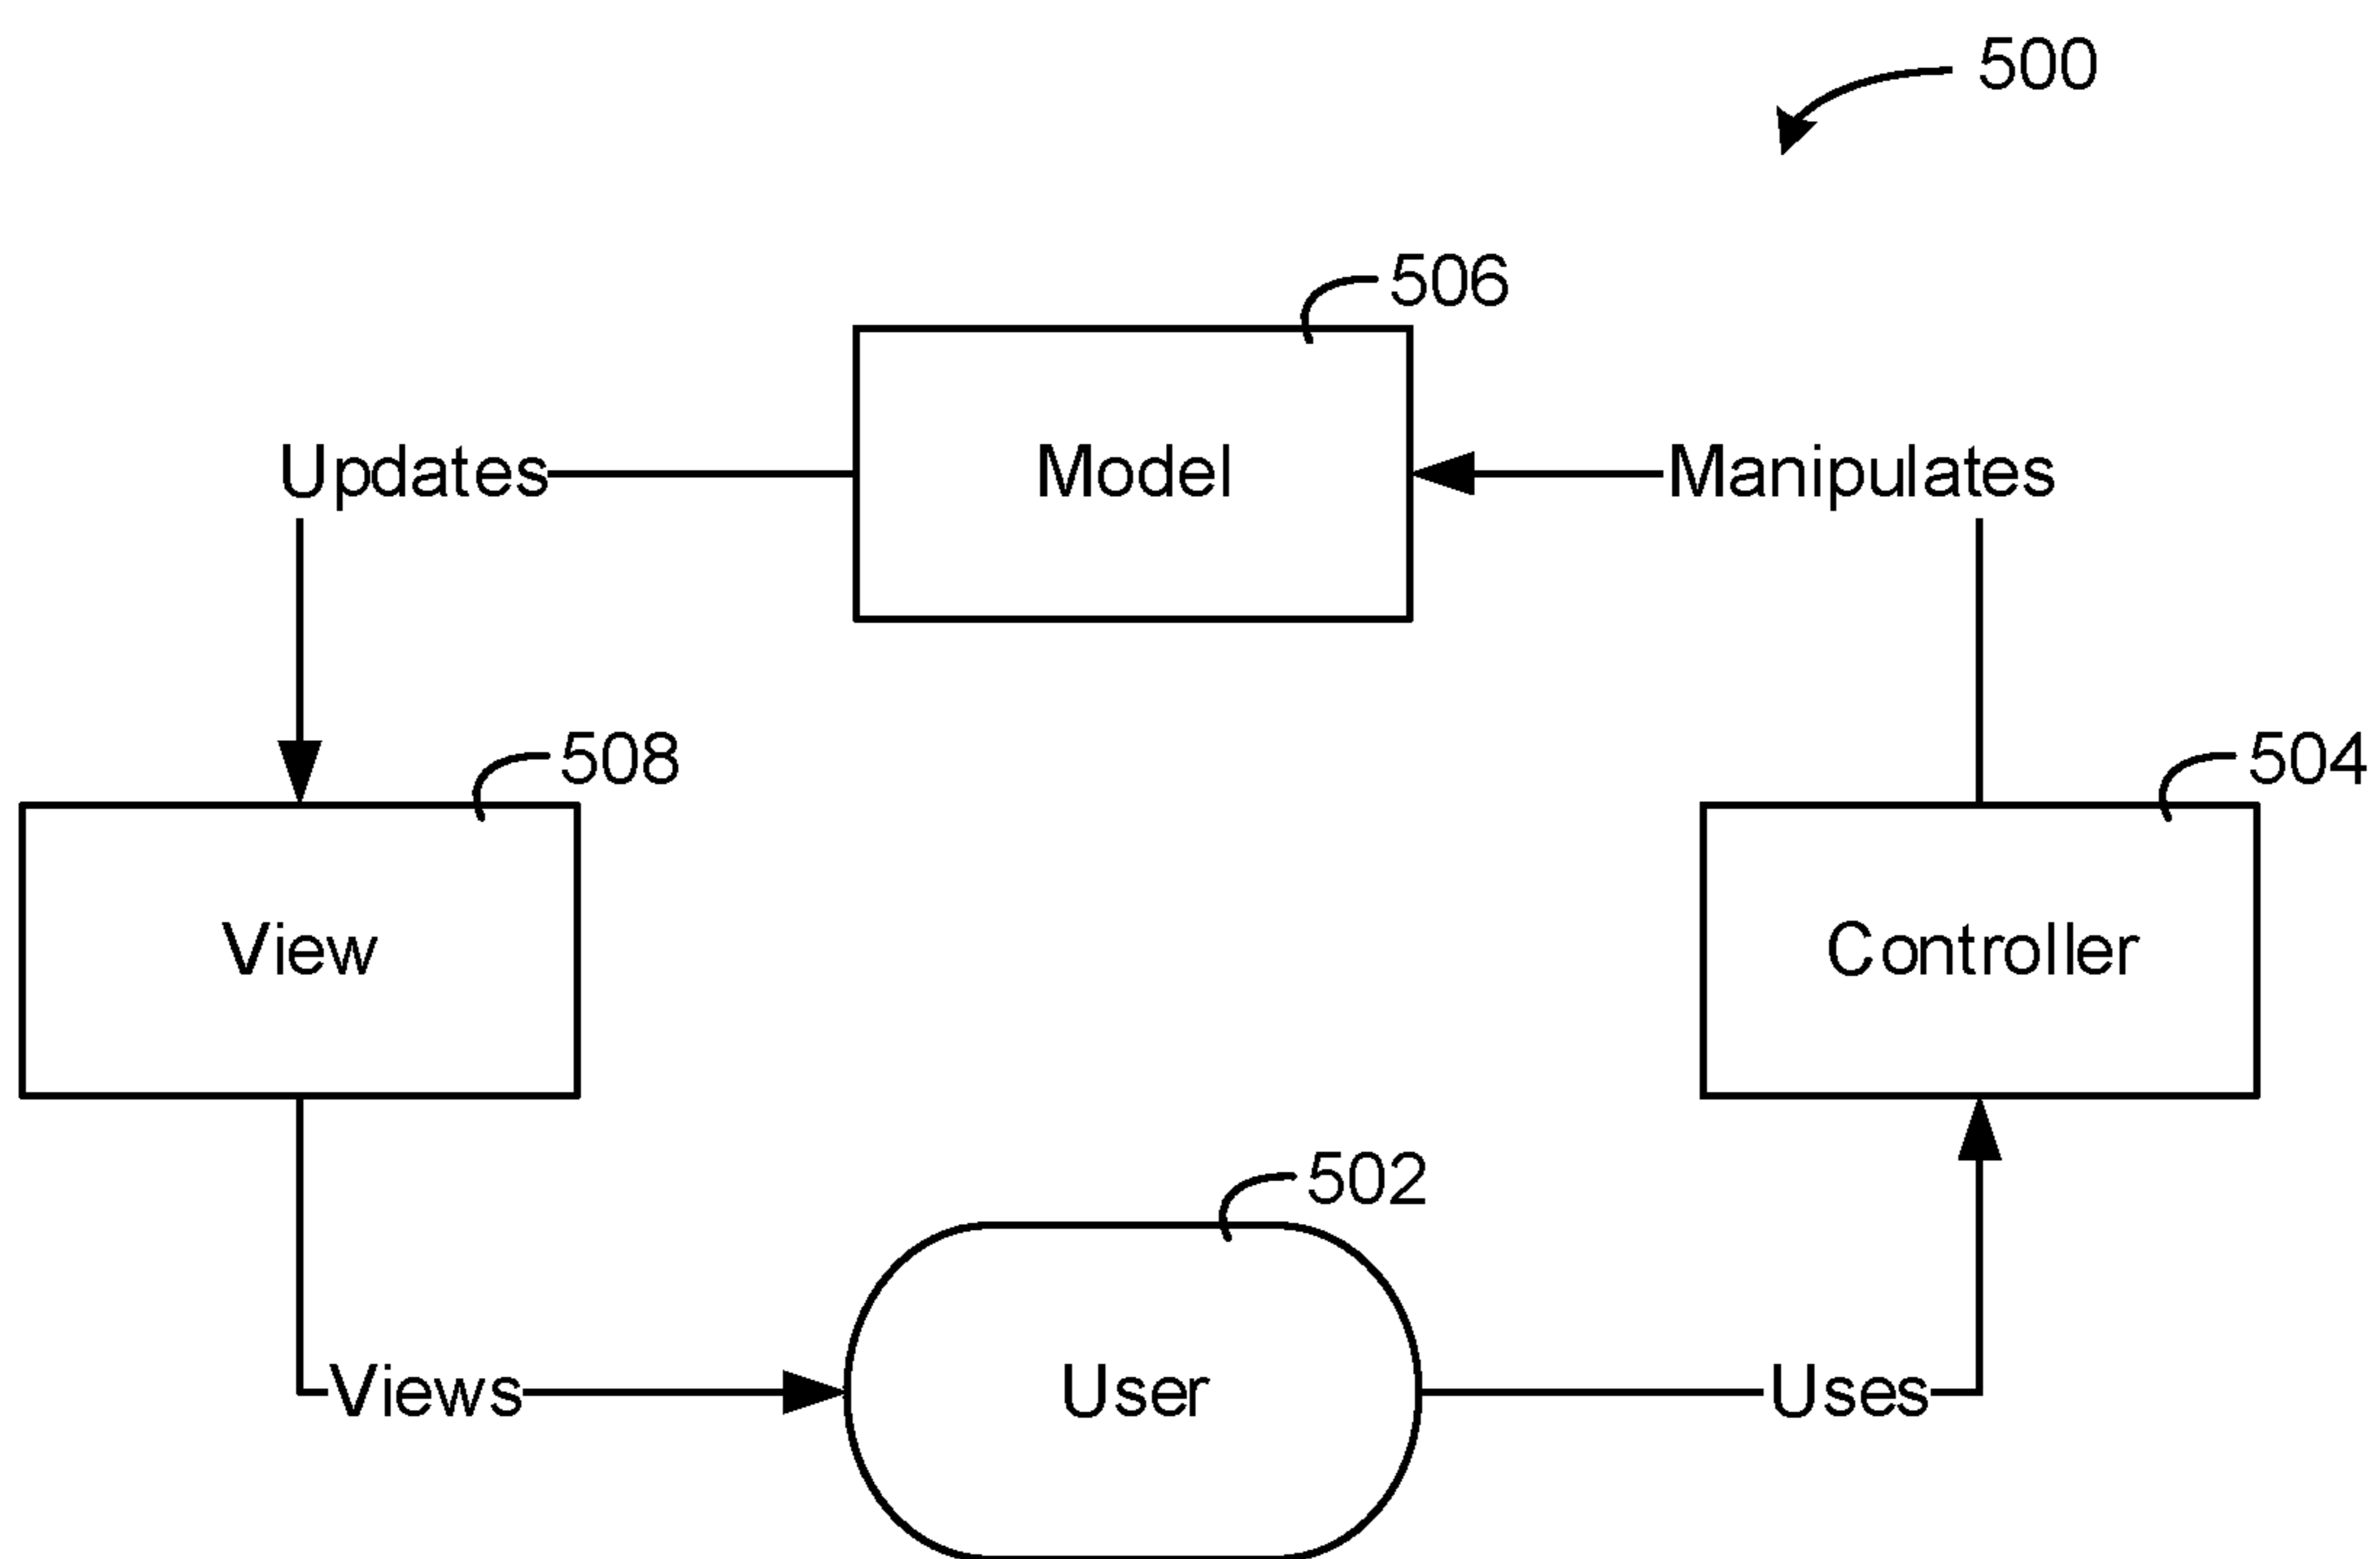 500
506
Updates
Model
Manipulates
508
504
View
Controller
502
Views
User
Uses